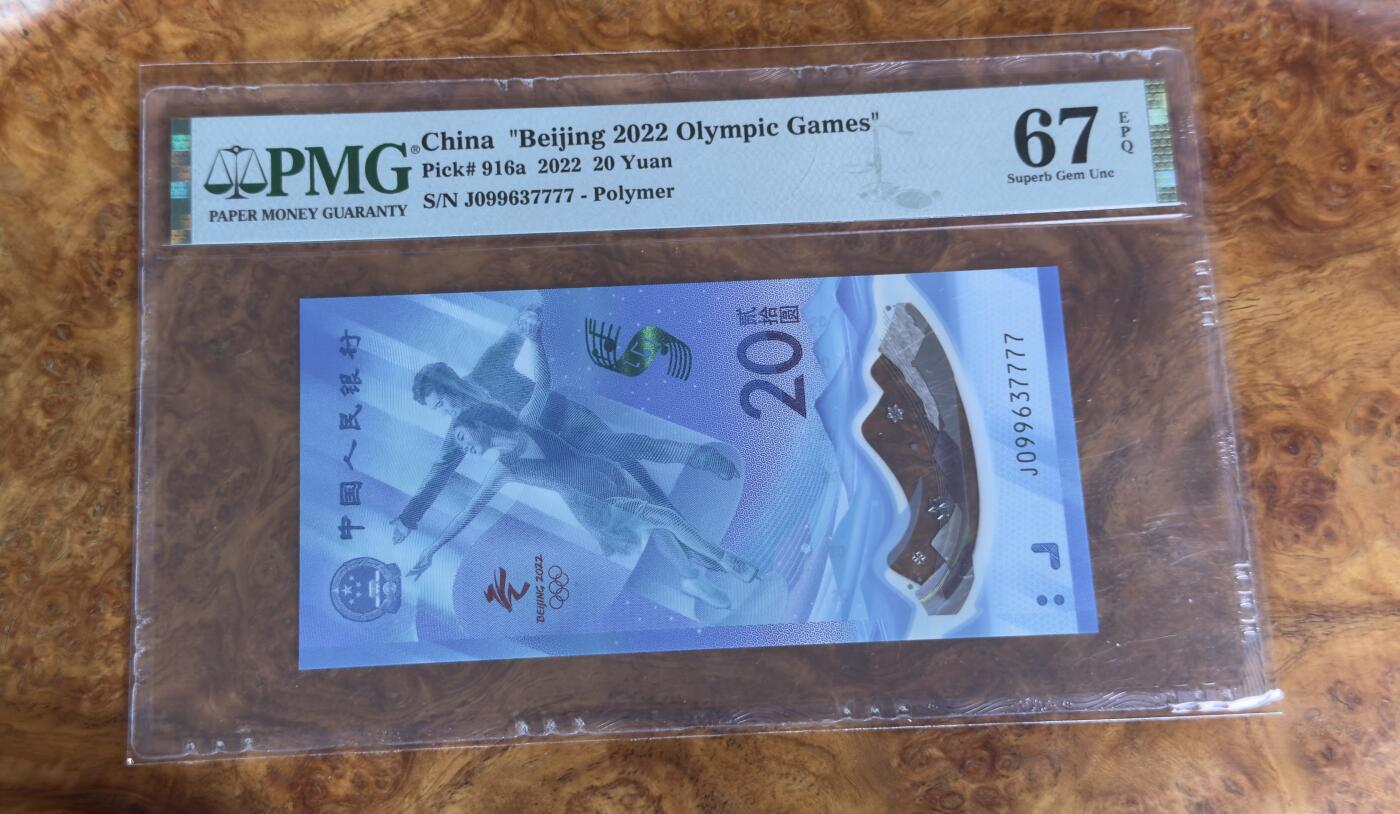 PMG®
PAPER MONEY GUARANTY
China "Beijing 2022 Olympic Games"
Pick# 916a 2022 20 Yuan
S/N J099637777 - Polymer
67
EPQ
Superb Gem Unc
中国人民银行
贰拾圆
20
BEIJING 2022
J099637777